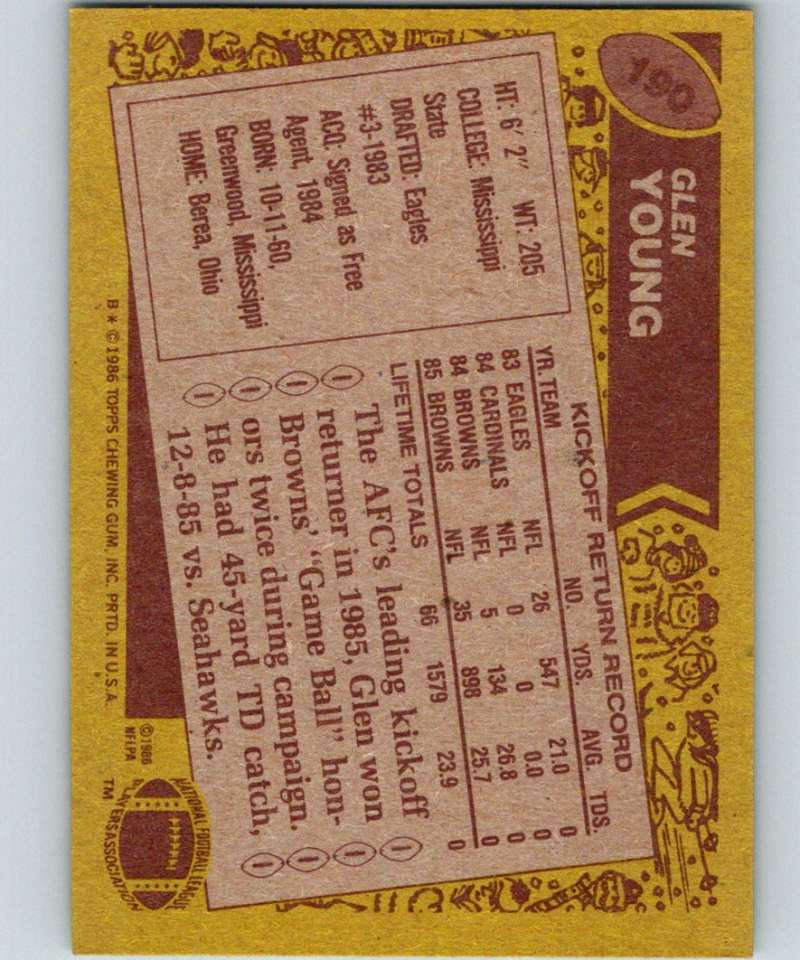 190
GLEN
YOUNG
HT: 6' 2" WT: 205
COLLEGE: Mississippi
State
DRAFTED: Eagles
#3-1983
ACQ: Signed as Free
Agent, 1984
BORN: 10-11-60,
Greenwood, Mississippi
HOME: Berea, Ohio
KICKOFF RETURN RECORD
YR. TEAM NO. YDS. AVG. TDS.
83 EAGLES NFL 26 547 21.0 0
84 CARDINALS NFL 0 0 0.0 0
84 BROWNS NFL 5 134 26.8 0
85 BROWNS NFL 35 898 25.7 0
LIFETIME TOTALS 66 1579 23.9 0
The AFC's leading kickoff
returner in 1985, Glen won
Browns' "Game Ball" hon-
ors twice during campaign.
He had 45-yard TD catch,
12-8-85 vs. Seahawks.
B * © 1986 TOPPS CHEWING GUM, INC. PRTD. IN U.S.A.
©1986
NFLPA
NATIONAL FOOTBALL LEAGUE
PLAYERS ASSOCIATION
TM